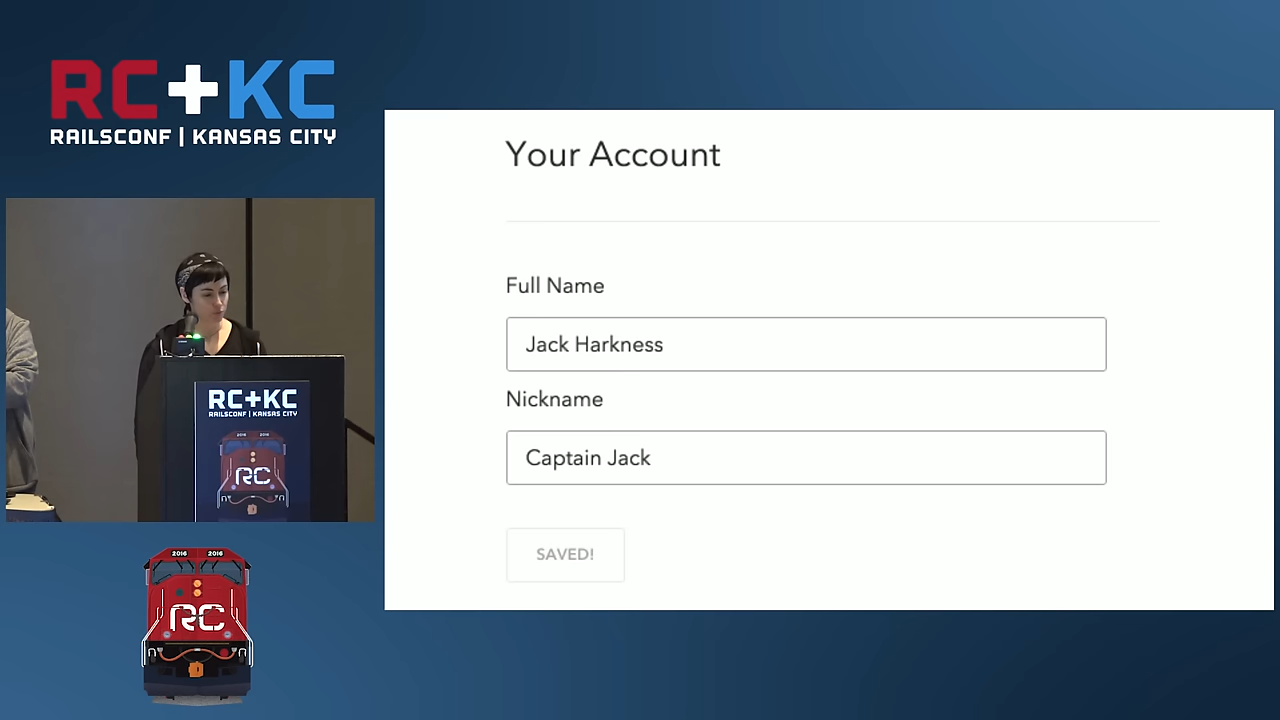 RC+KC
RAILSCONF | KANSAS CITY
Your Account
Full Name
Jack Harkness
Nickname
Captain Jack
SAVED!
RC+KC
RAILSCONF | KANSAS CITY
2016 2016
RC
2016 2016
RC